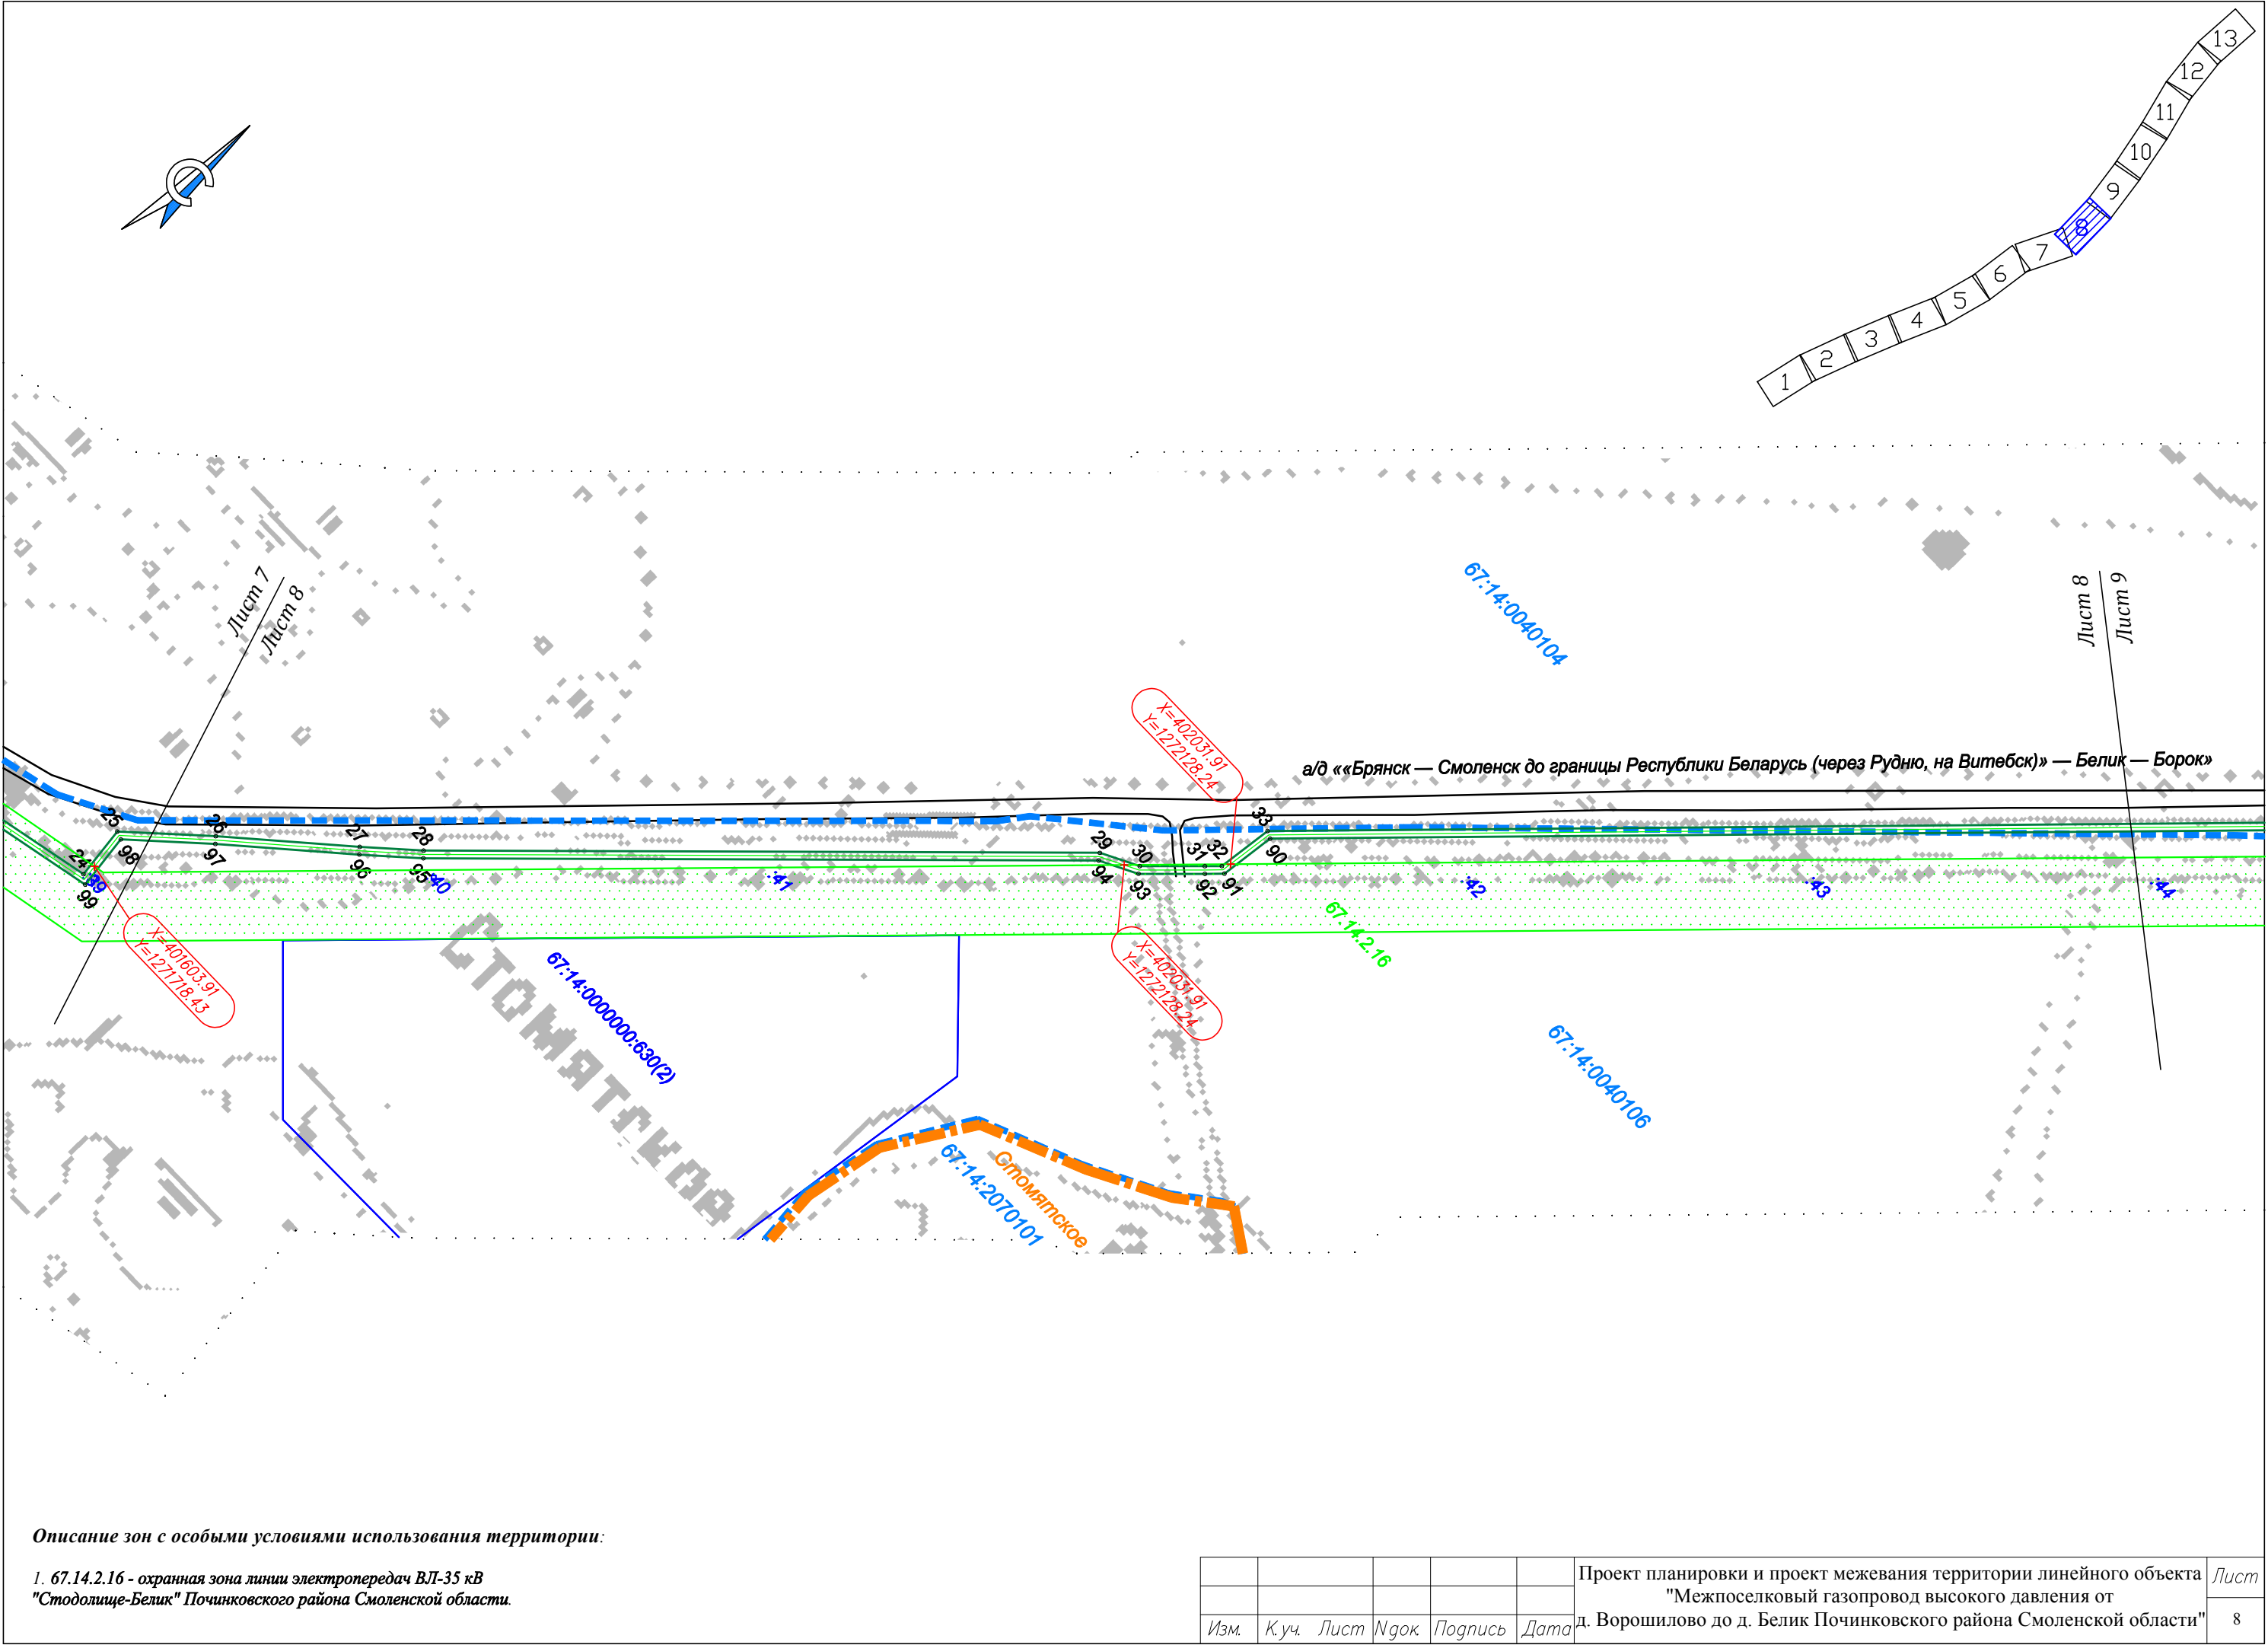 13
12
11
10
9
8
7
6
5
4
3
2
1
Лист 7
Лист 8
67:14:0040104
Лист 8
Лист 9
X=402031.91
Y=1272128.24
а/д ««Брянск — Смоленск до границы Республики Беларусь (через Рудню, на Витебск)» — Белик — Борок»
25
26
27
28
29
30
31
32
33
24
98
97
96
95
94
93
92
91
90
99
:39
:40
:41
:42
:43
:44
67.14.2.16
X=401603.91
Y=1271718.43
X=402031.91
Y=1272128.24
67:14:0000000:630(2)
67:14:0040106
67:14:2070101
Стомятское
Описание зон с особыми условиями использования территории:
1. 67.14.2.16 - охранная зона линии электропередач ВЛ-35 кВ
"Стодолище-Белик" Починковского района Смоленской области.
Проект планировки и проект межевания территории линейного объекта
"Межпоселковый газопровод высокого давления от
д. Ворошилово до д. Белик Починковского района Смоленской области"
Лист
8
Изм. К.уч. Лист Nдок. Подпись Дата